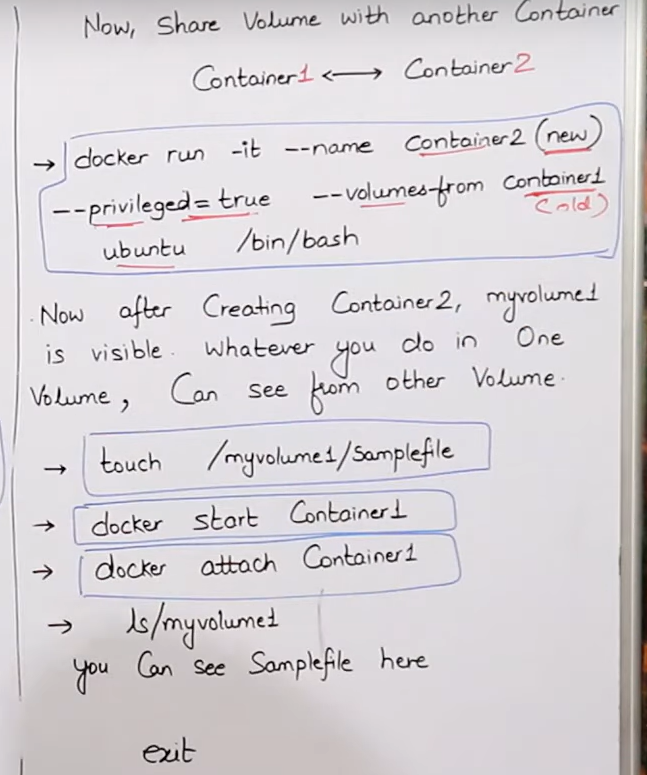 Now, Share Volume with another Container
Container1 <--> Container2
→ docker run -it --name Container2 (new)
--privileged=true --volumes-from Container1
(old)
ubuntu /bin/bash
Now after Creating Container2, myvolume1
is visible. Whatever you do in One
Volume, Can see from other Volume.
→ touch /myvolume1/Samplefile
→ docker start Container1
→ docker attach Container1
→ ls/myvolume1
you Can see Samplefile here
exit